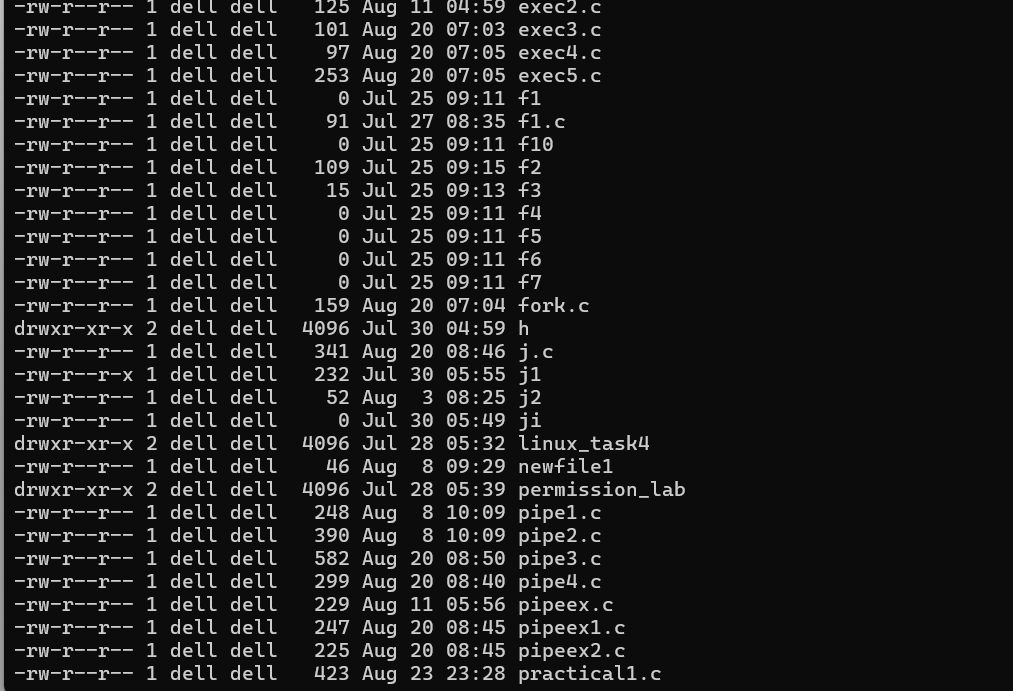 -rw-r--r-- 1 dell dell   125 Aug 11 04:59 exec2.c
-rw-r--r-- 1 dell dell   101 Aug 20 07:03 exec3.c
-rw-r--r-- 1 dell dell    97 Aug 20 07:05 exec4.c
-rw-r--r-- 1 dell dell   253 Aug 20 07:05 exec5.c
-rw-r--r-- 1 dell dell     0 Jul 25 09:11 f1
-rw-r--r-- 1 dell dell    91 Jul 27 08:35 f1.c
-rw-r--r-- 1 dell dell     0 Jul 25 09:11 f10
-rw-r--r-- 1 dell dell   109 Jul 25 09:15 f2
-rw-r--r-- 1 dell dell    15 Jul 25 09:13 f3
-rw-r--r-- 1 dell dell     0 Jul 25 09:11 f4
-rw-r--r-- 1 dell dell     0 Jul 25 09:11 f5
-rw-r--r-- 1 dell dell     0 Jul 25 09:11 f6
-rw-r--r-- 1 dell dell     0 Jul 25 09:11 f7
-rw-r--r-- 1 dell dell   159 Aug 20 07:04 fork.c
drwxr-xr-x 2 dell dell  4096 Jul 30 04:59 h
-rw-r--r-- 1 dell dell   341 Aug 20 08:46 j.c
-rw-r--r-x 1 dell dell   232 Jul 30 05:55 j1
-rw-r--r-- 1 dell dell    52 Aug  3 08:25 j2
-rw-r--r-- 1 dell dell     0 Jul 30 05:49 ji
drwxr-xr-x 2 dell dell  4096 Jul 28 05:32 linux_task4
-rw-r--r-- 1 dell dell    46 Aug  8 09:29 newfile1
drwxr-xr-x 2 dell dell  4096 Jul 28 05:39 permission_lab
-rw-r--r-- 1 dell dell   248 Aug  8 10:09 pipe1.c
-rw-r--r-- 1 dell dell   390 Aug  8 10:09 pipe2.c
-rw-r--r-- 1 dell dell   582 Aug 20 08:50 pipe3.c
-rw-r--r-- 1 dell dell   299 Aug 20 08:40 pipe4.c
-rw-r--r-- 1 dell dell   229 Aug 11 05:56 pipeex.c
-rw-r--r-- 1 dell dell   247 Aug 20 08:45 pipeex1.c
-rw-r--r-- 1 dell dell   225 Aug 20 08:45 pipeex2.c
-rw-r--r-- 1 dell dell   423 Aug 23 23:28 practical1.c